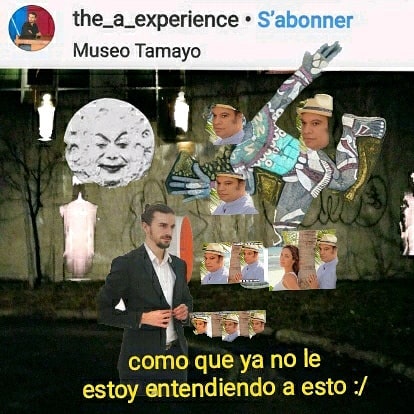 the_a_experience • S'abonner
Museo Tamayo
como que ya no le
estoy entendiendo a esto :/